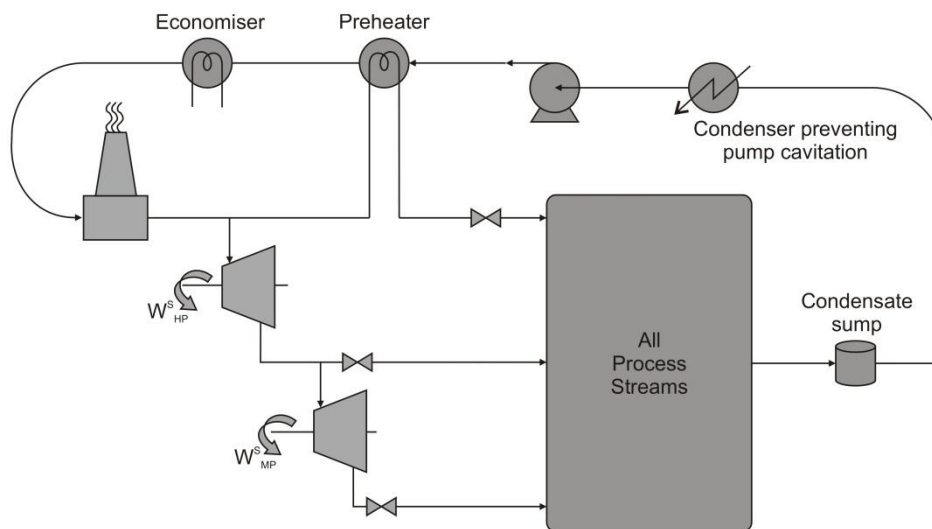 Economiser
Preheater
Condenser preventing
pump cavitation
W^S_HP
All
Process
Streams
Condensate
sump
W^S_MP